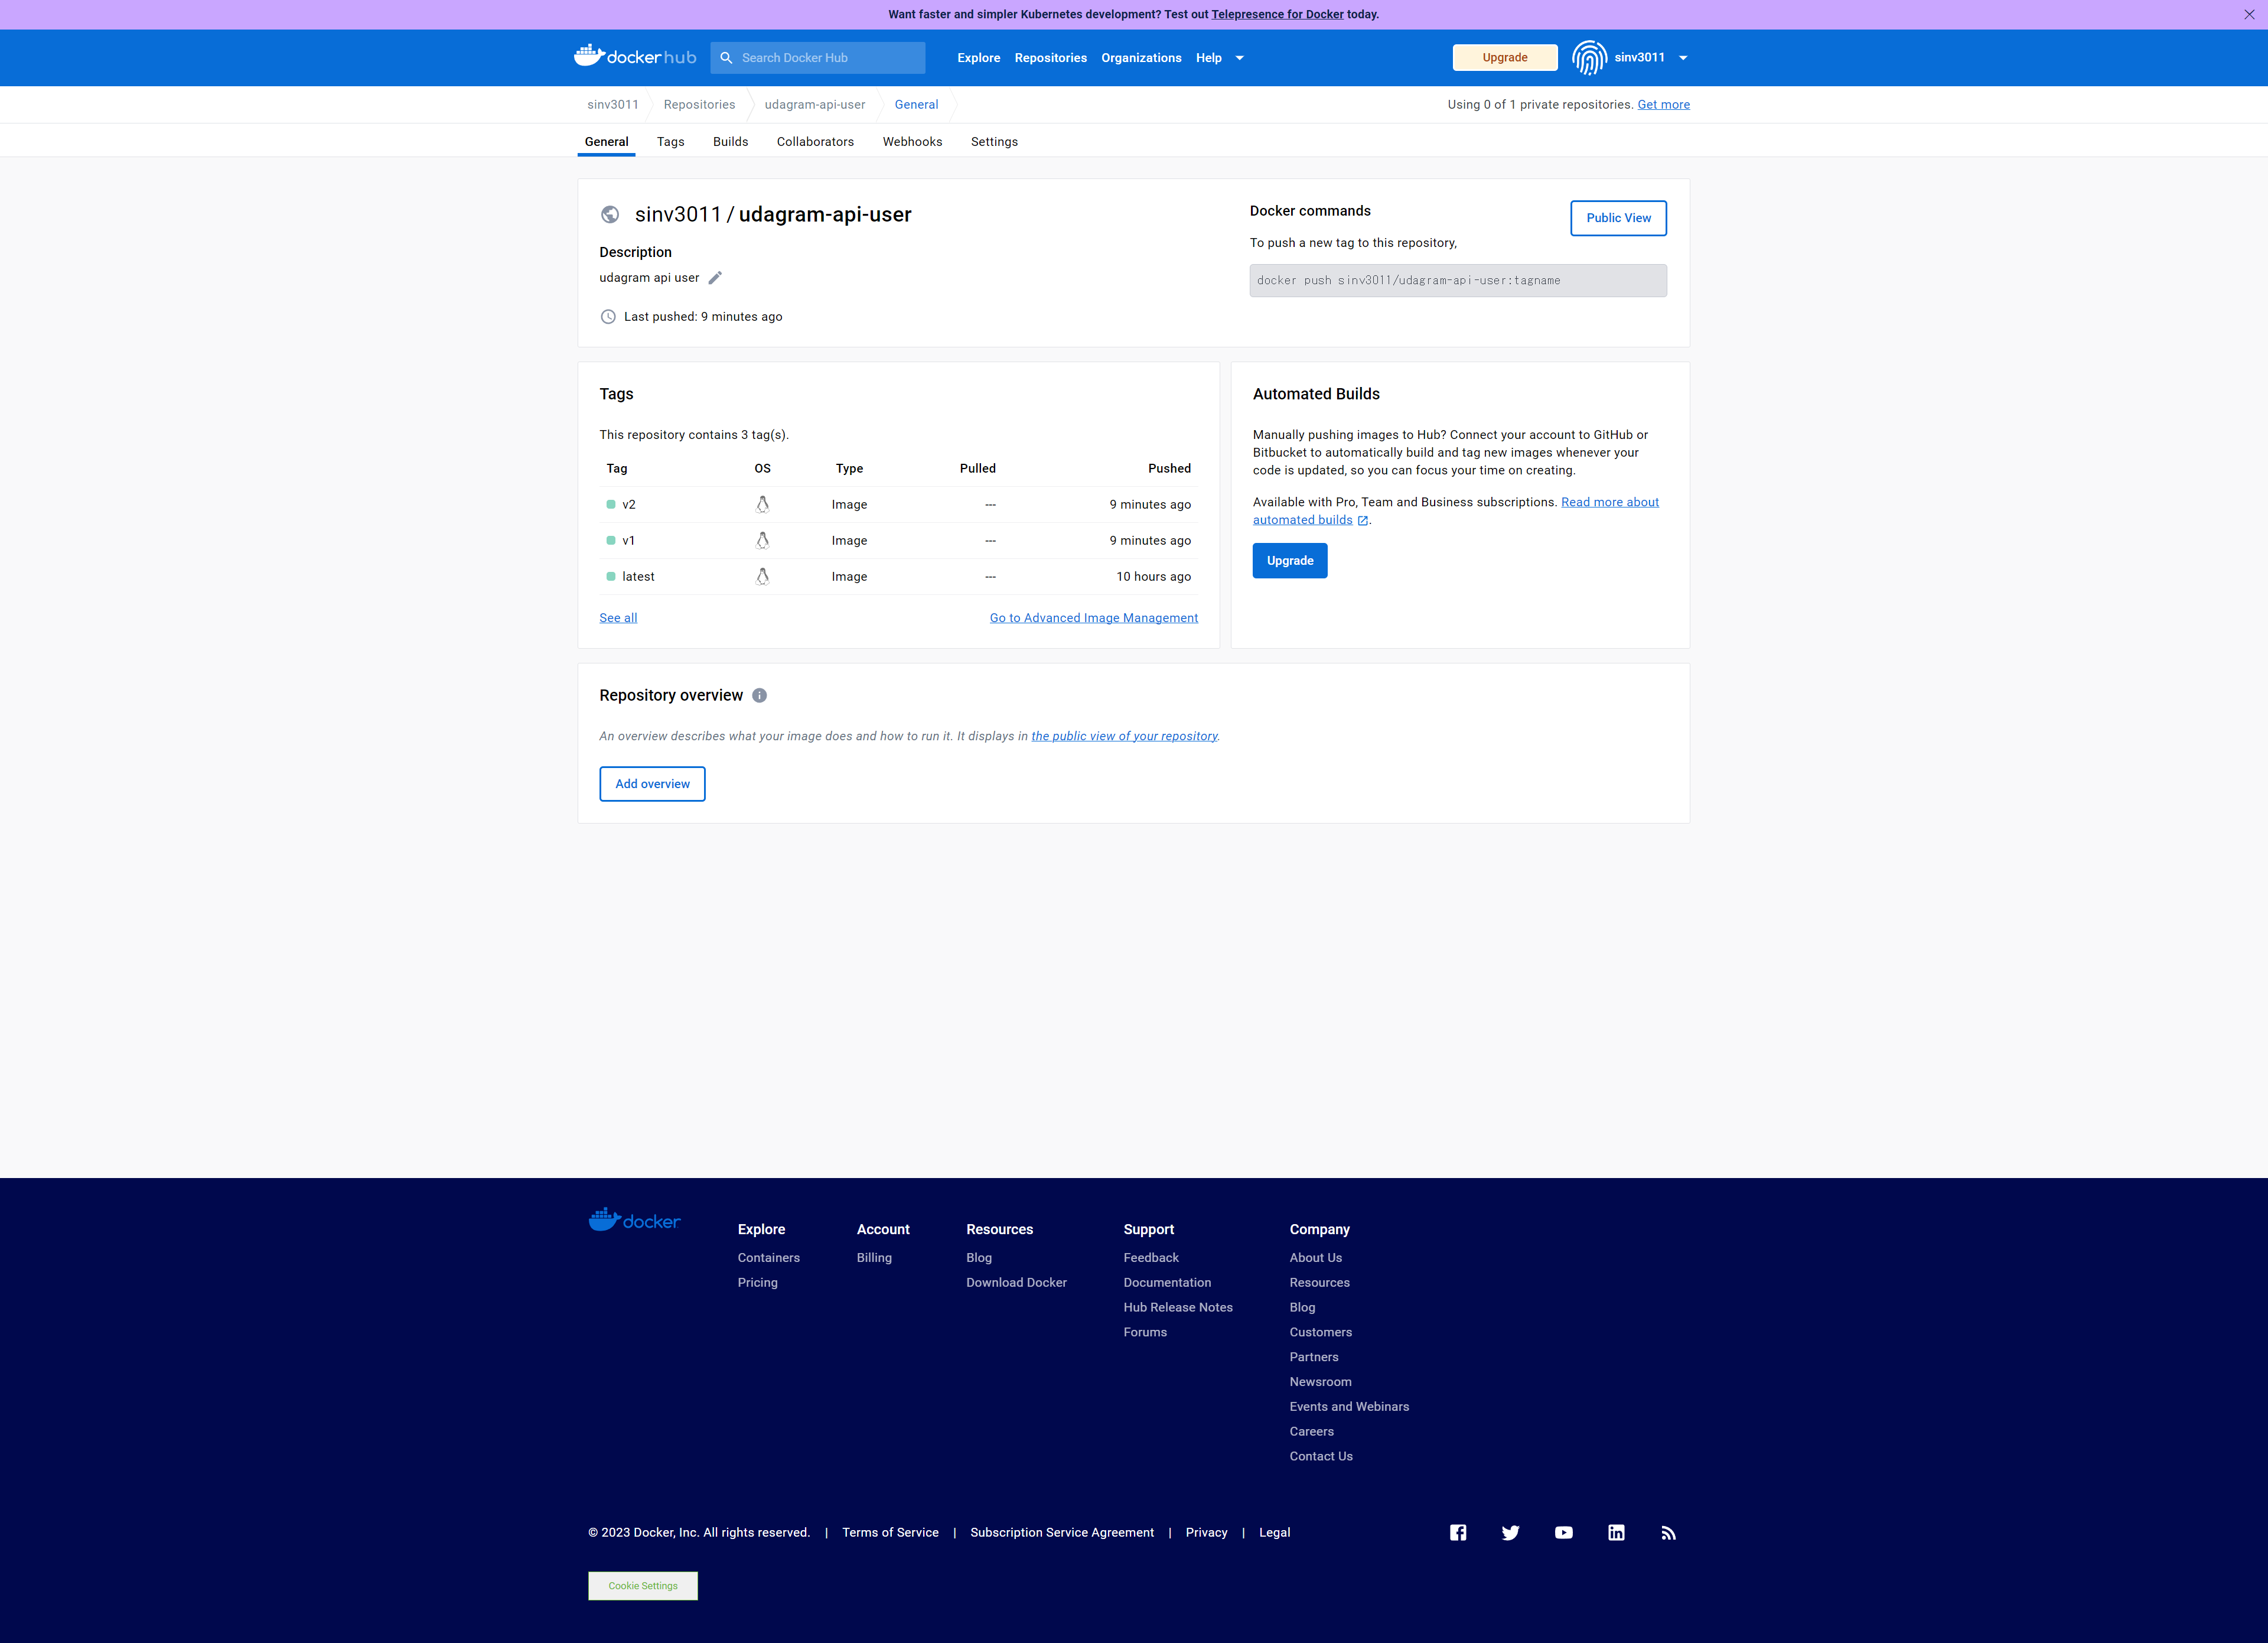 Want faster and simpler Kubernetes development? Test out Telepresence for Docker today.
docker hub
Search Docker Hub
Explore Repositories Organizations Help
Upgrade
sinv3011
sinv3011 Repositories udagram-api-user General
Using 0 of 1 private repositories. Get more
General Tags Builds Collaborators Webhooks Settings
sinv3011 / udagram-api-user
Description
udagram api user
Last pushed: 9 minutes ago
Docker commands
Public View
To push a new tag to this repository,
docker push sinv3011/udagram-api-user:tagname
Tags
This repository contains 3 tag(s).
Tag OS Type Pulled Pushed
v2 Image --- 9 minutes ago
v1 Image --- 9 minutes ago
latest Image --- 10 hours ago
See all
Go to Advanced Image Management
Automated Builds
Manually pushing images to Hub? Connect your account to GitHub or
Bitbucket to automatically build and tag new images whenever your
code is updated, so you can focus your time on creating.
Available with Pro, Team and Business subscriptions. Read more about
automated builds .
Upgrade
Repository overview
An overview describes what your image does and how to run it. It displays in the public view of your repository.
Add overview
docker
Explore
Containers
Pricing
Account
Billing
Resources
Blog
Download Docker
Support
Feedback
Documentation
Hub Release Notes
Forums
Company
About Us
Resources
Blog
Customers
Partners
Newsroom
Events and Webinars
Careers
Contact Us
© 2023 Docker, Inc. All rights reserved. | Terms of Service | Subscription Service Agreement | Privacy | Legal
Cookie Settings